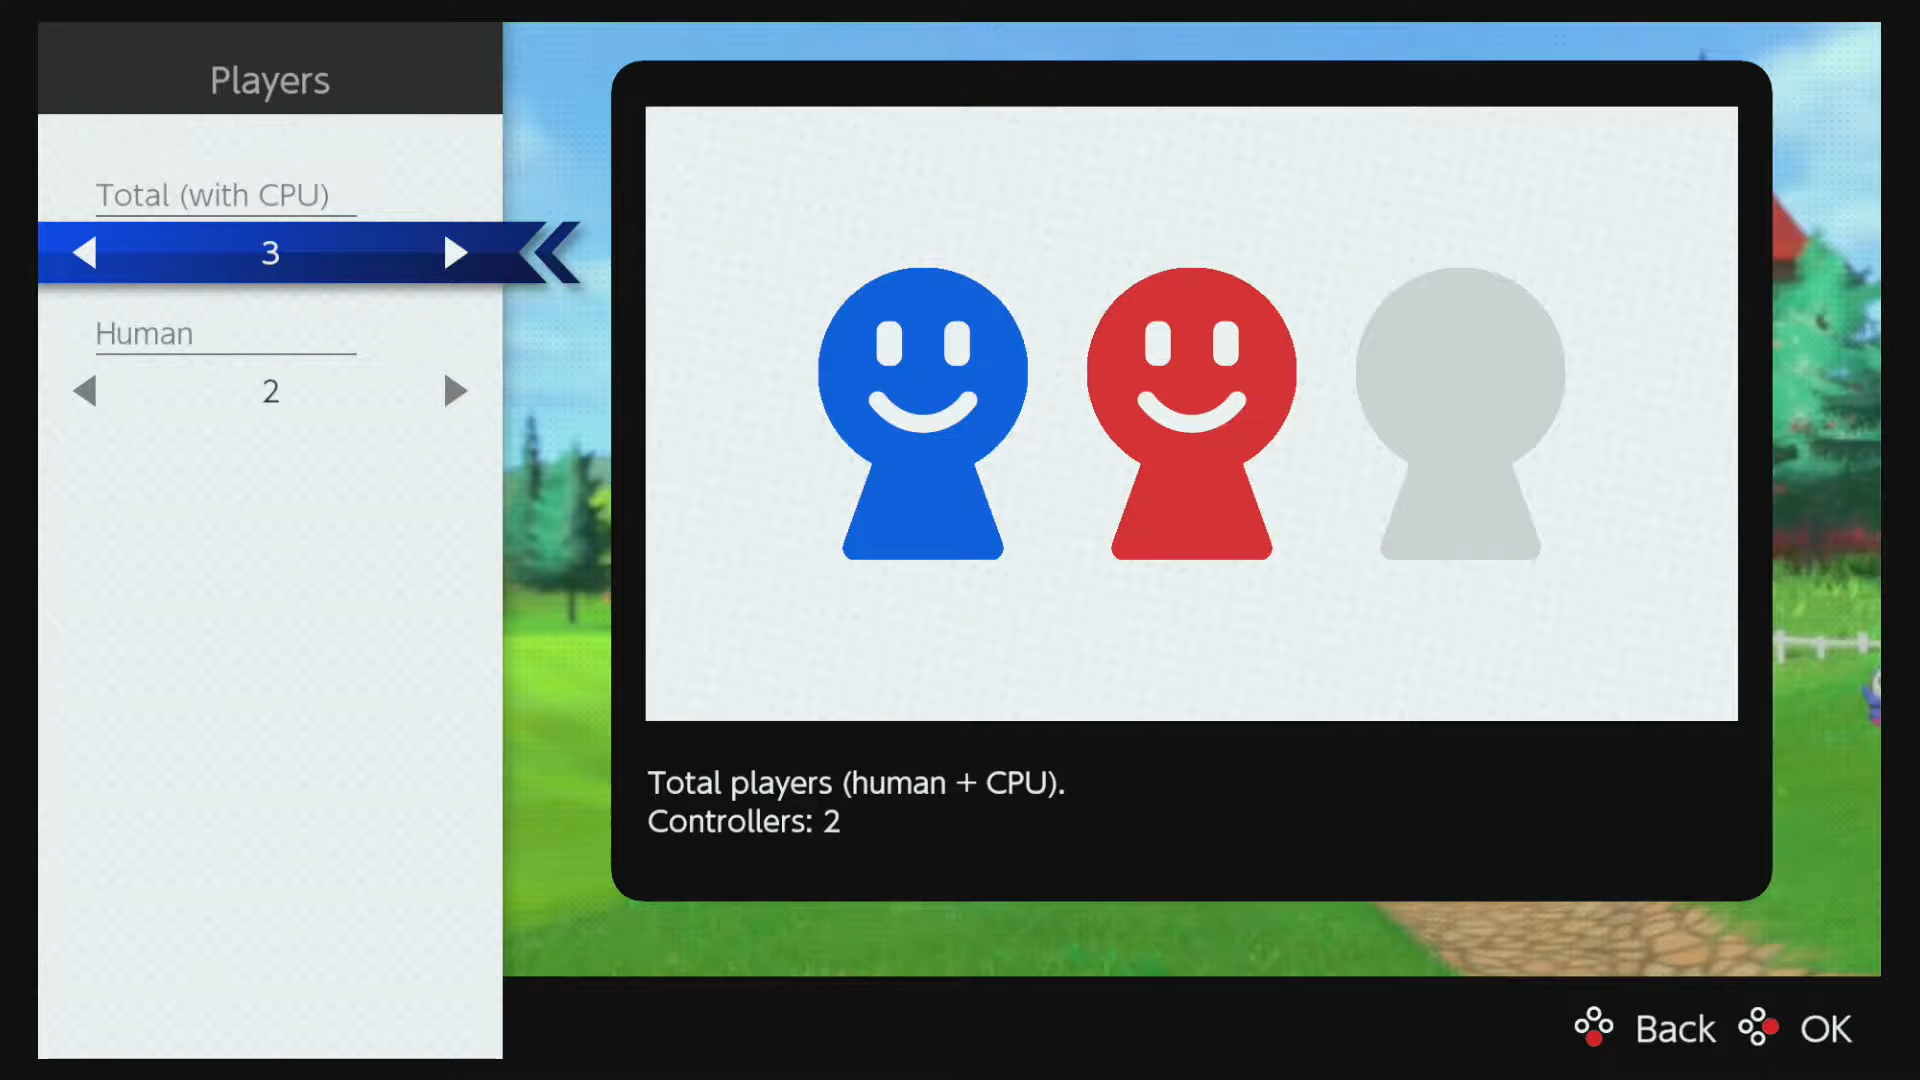 Players
Total (with CPU)
3
Human
2
Total players (human + CPU).
Controllers: 2
Back OK